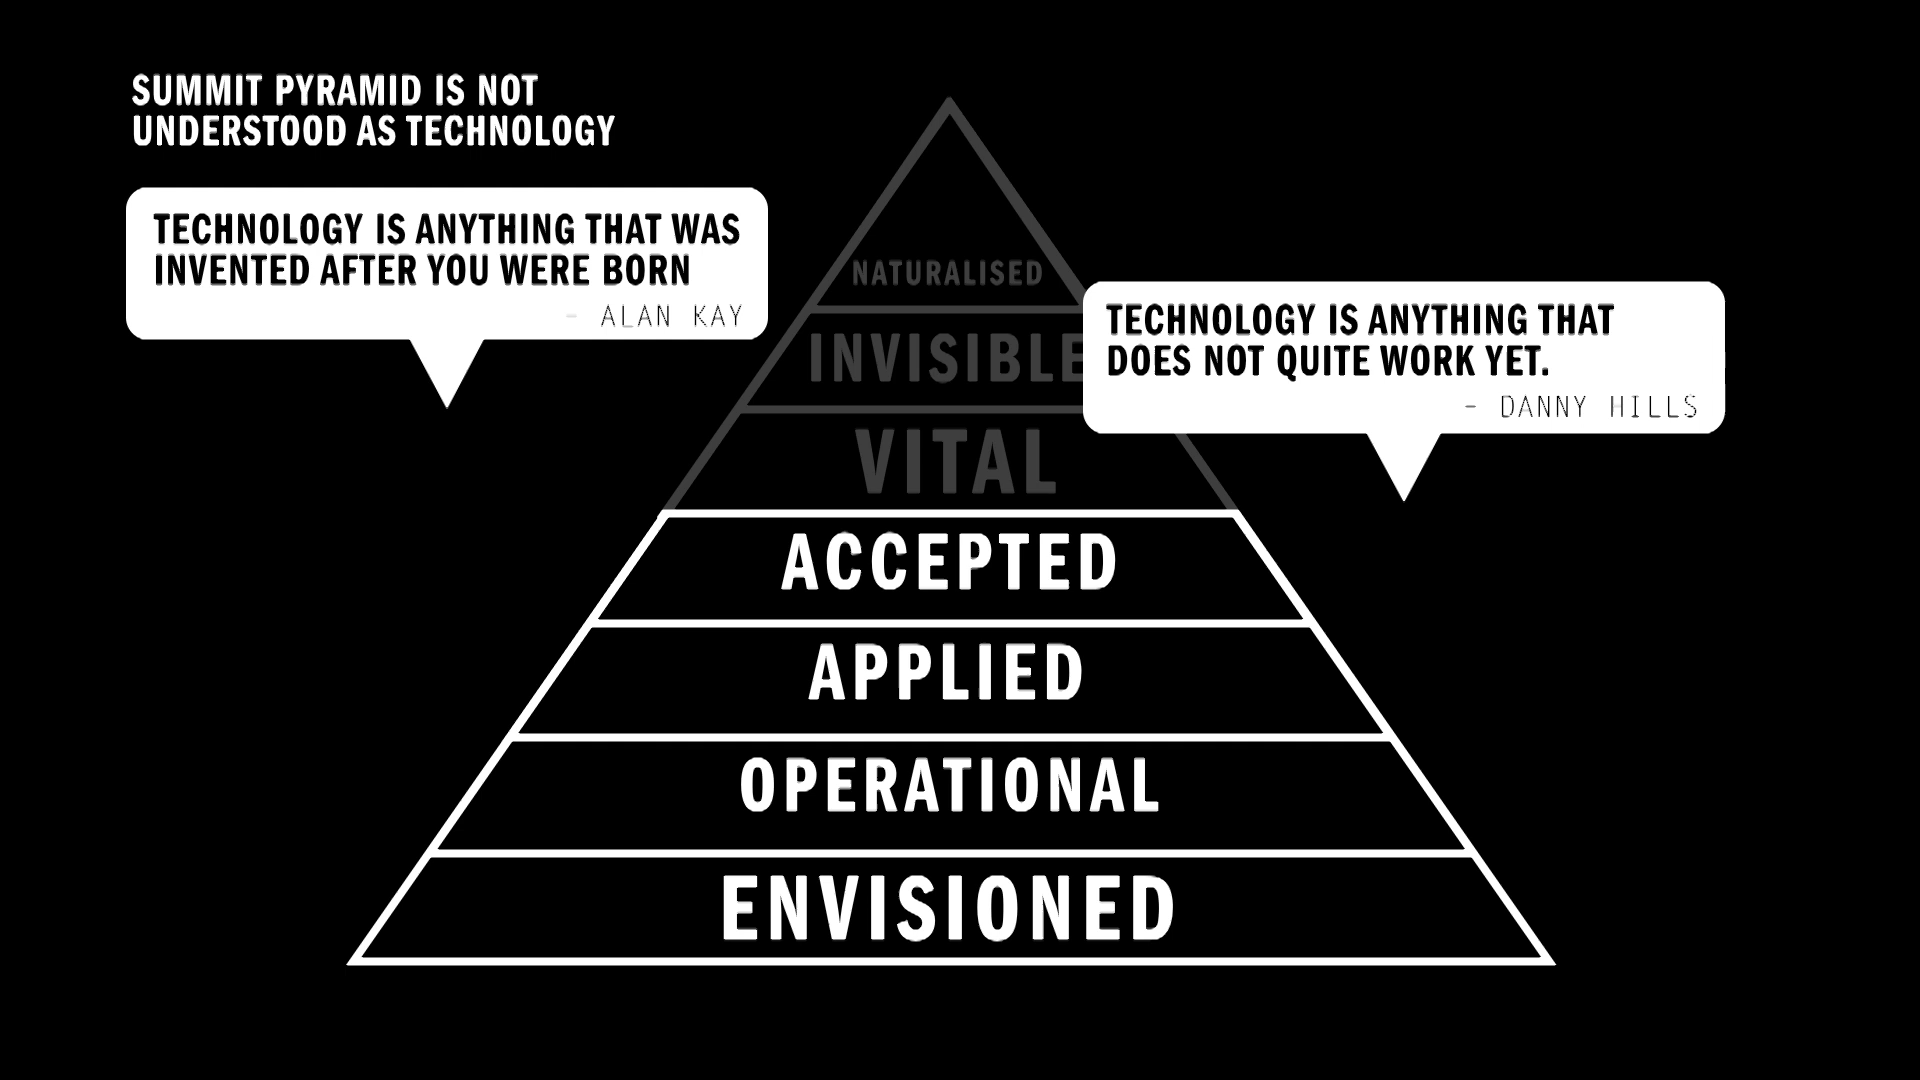 SUMMIT PYRAMID IS NOT
UNDERSTOOD AS TECHNOLOGY
TECHNOLOGY IS ANYTHING THAT WAS
INVENTED AFTER YOU WERE BORN
- ALAN KAY
TECHNOLOGY IS ANYTHING THAT
DOES NOT QUITE WORK YET.
- DANNY HILLS
NATURALISED
INVISIBLE
VITAL
ACCEPTED
APPLIED
OPERATIONAL
ENVISIONED